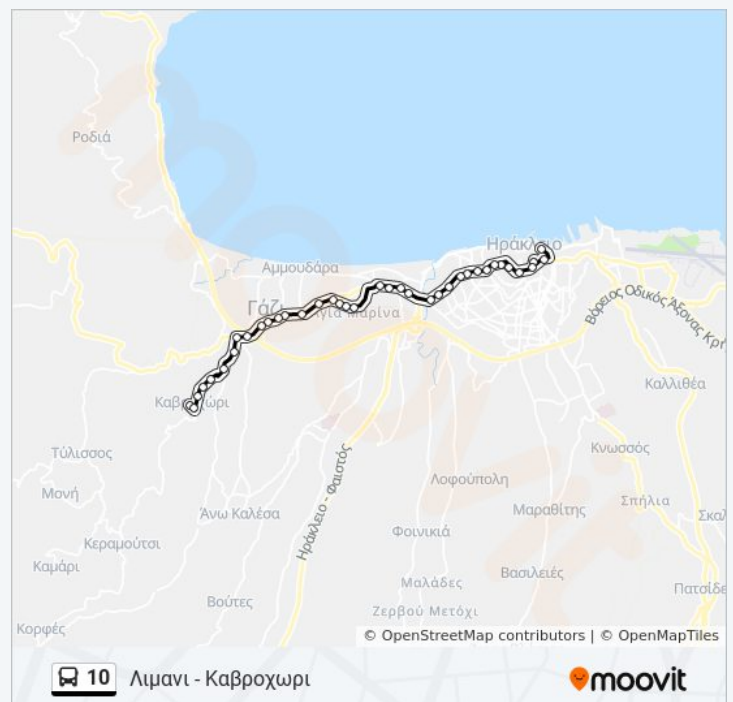 Ροδιά
Ηράκλειο
Αμμουδάρα
Γάζι
Αγία Μαρίνα
Βόρειος Οδικός Άξονας Κρή
Καλλιθέα
Καβροχώρι
Κνωσσός
Τύλισσος
Ηράκλειο - Φαιστός
Λοφούπολη
Σπήλια
Μονή
Άνω Καλέσα
Μαραθίτης
Σκαλ
Κεραμούτσι
Φοινικιά
Καμάρι
Βασιλειές
Μαλάδες
Πατσίδε
Βούτες
Ζερβού Μετόχι
Κορφές
© OpenStreetMap contributors | © OpenMapTiles
10 Λιμανι - Καβροχωρι
moovit